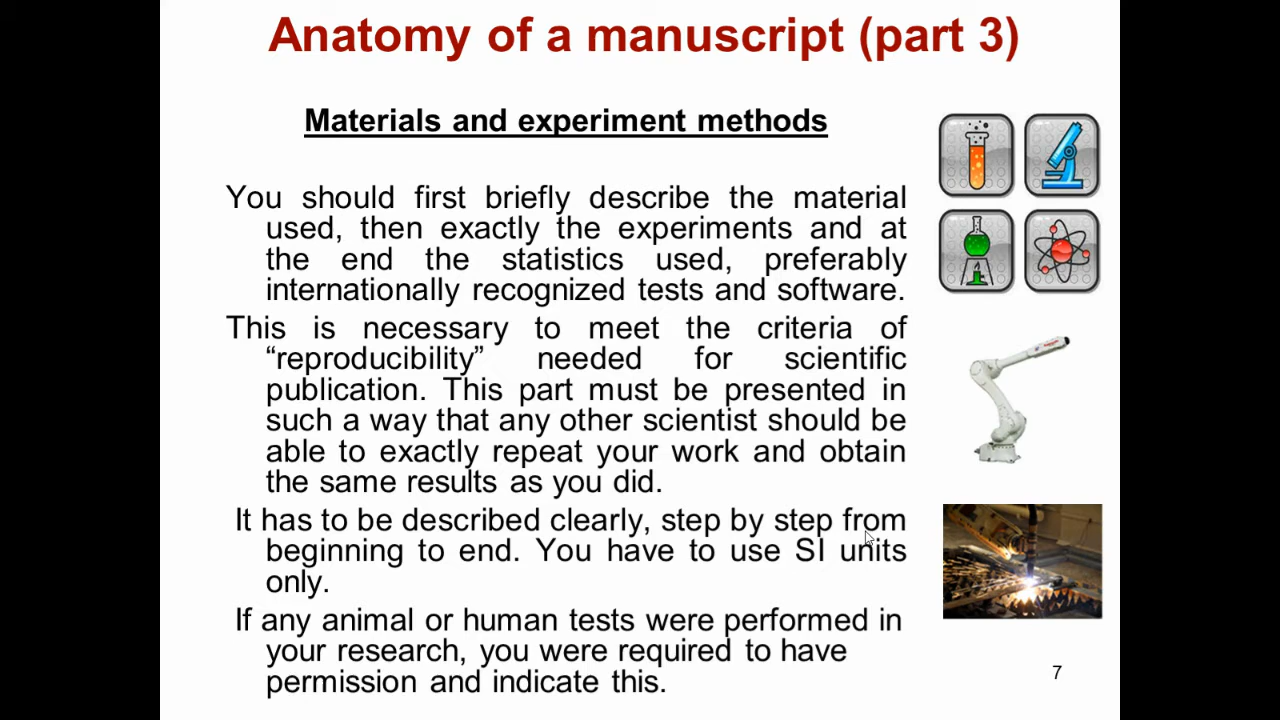 Anatomy of a manuscript (part 3)
Materials and experiment methods
You should first briefly describe the material
used, then exactly the experiments and at
the end the statistics used, preferably
internationally recognized tests and software.
This is necessary to meet the criteria of
“reproducibility” needed for scientific
publication. This part must be presented in
such a way that any other scientist should be
able to exactly repeat your work and obtain
the same results as you did.
It has to be described clearly, step by step from
beginning to end. You have to use SI units
only.
If any animal or human tests were performed in
your research, you were required to have
permission and indicate this.
7